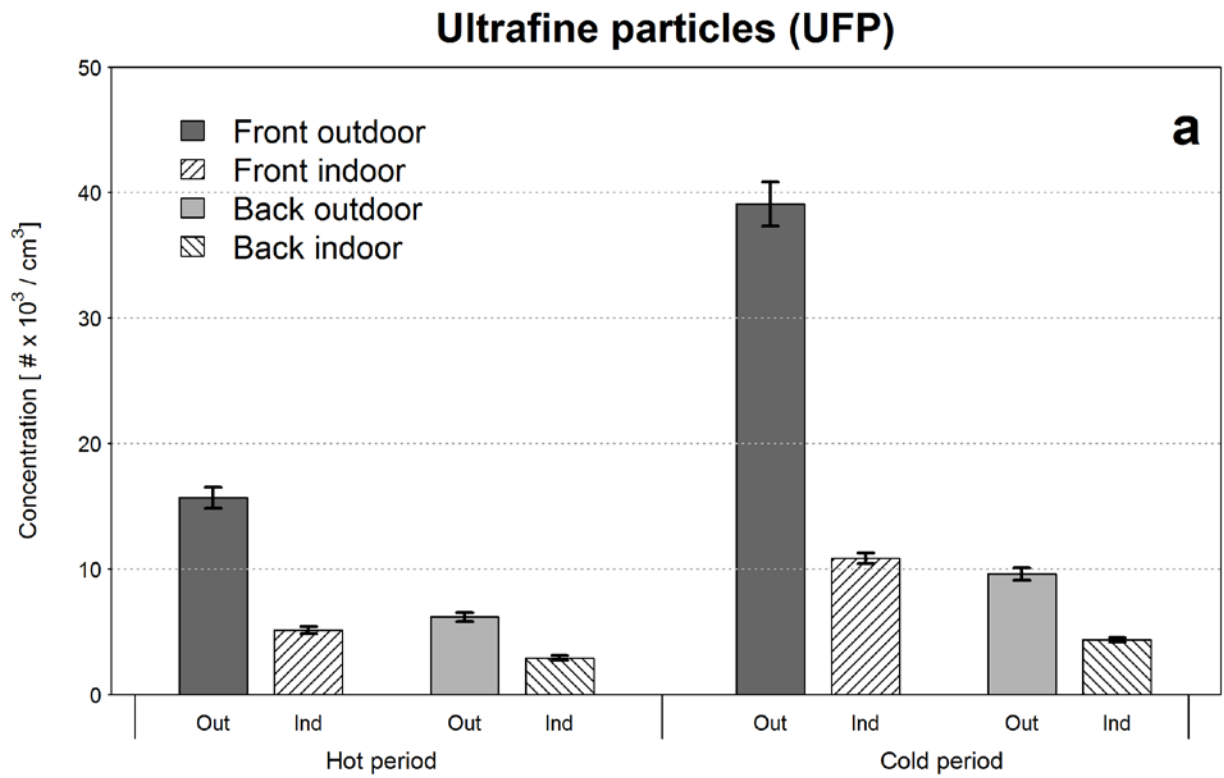 Ultrafine particles (UFP)
a
Front outdoor
Front indoor
Back outdoor
Back indoor
Concentration [ # x 10³ / cm³]
50
40
30
20
10
0
Out Ind Out Ind Out Ind Out Ind
Hot period Cold period